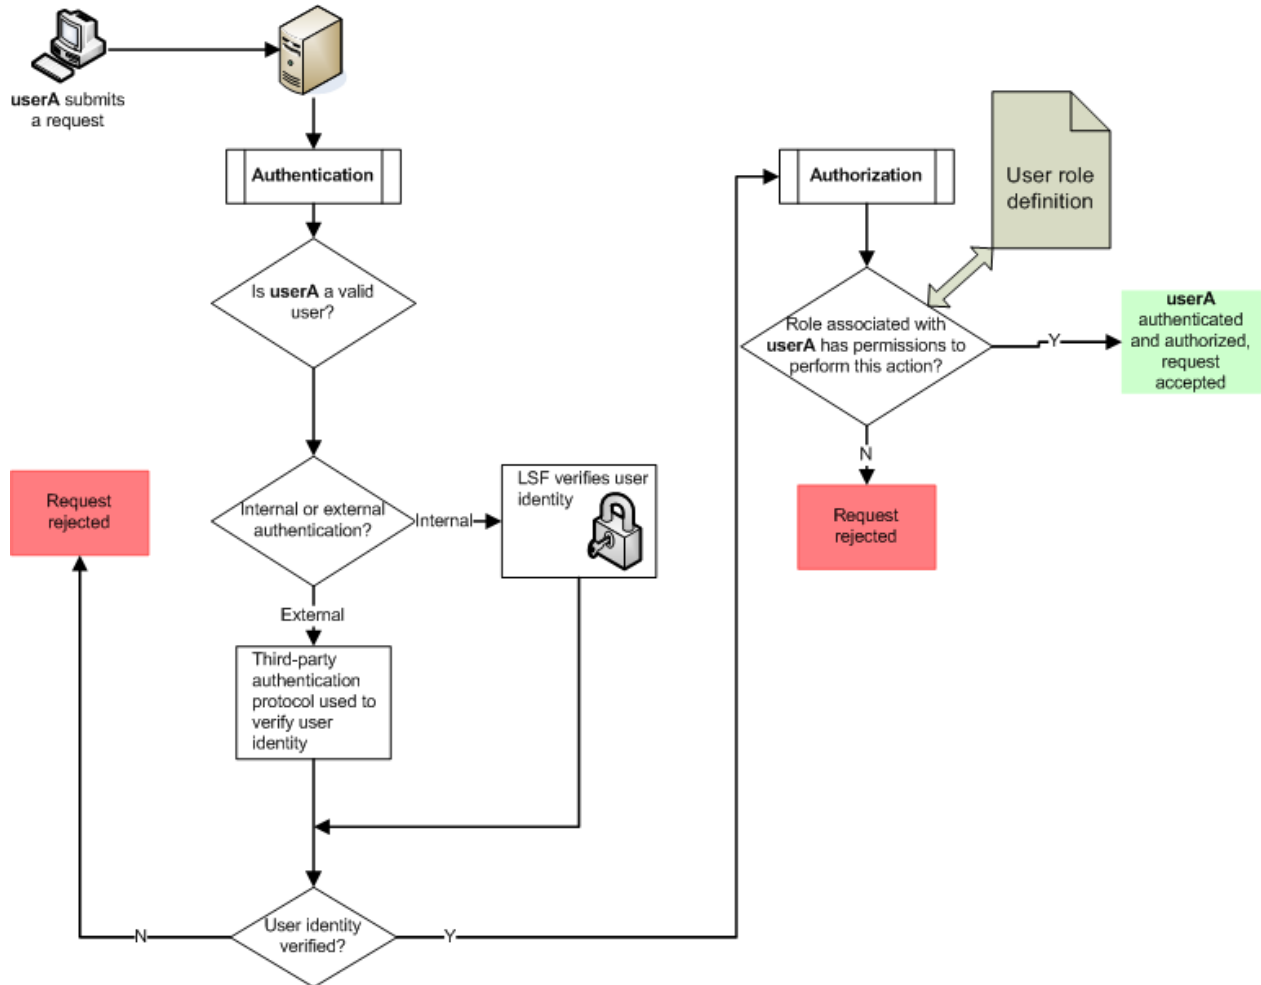 userA submits
a request
Authentication
Is userA a valid
user?
Internal or external
authentication?
Internal
LSF verifies user
identity
External
Third-party
authentication
protocol used to
verify user
identity
Request
rejected
User identity
verified?
N
Y
Authorization
User role
definition
Role associated with
userA has permissions to
perform this action?
Y
userA
authenticated
and authorized,
request
accepted
N
Request
rejected